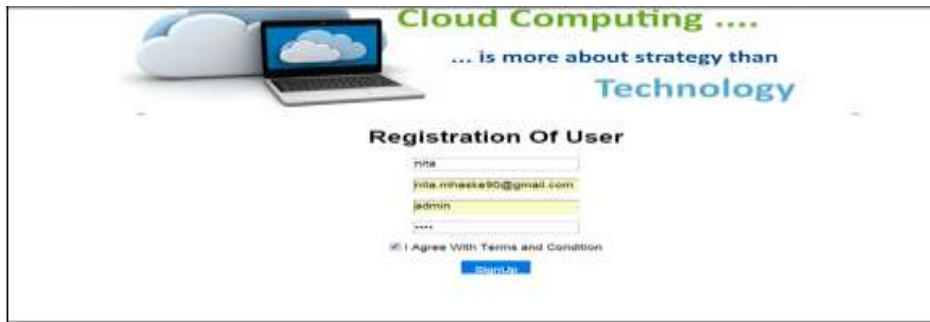 Cloud Computing ....
... is more about strategy than
Technology
Registration Of User
nita
nita.mhaske90@gmail.com
admin
••••
I Agree With Terms and Condition
SignUp